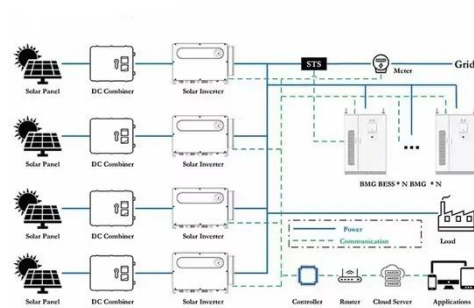 STS
Grid
Meter
Solar Panel
DC Combiner
Solar Inverter
BMG BESS * N BMG * N
Solar Panel
DC Combiner
Solar Inverter
Solar Panel
DC Combiner
Solar Inverter
Power
Communication
Load
Solar Panel
DC Combiner
Solar Inverter
Controller
Router
Cloud Server
Applications